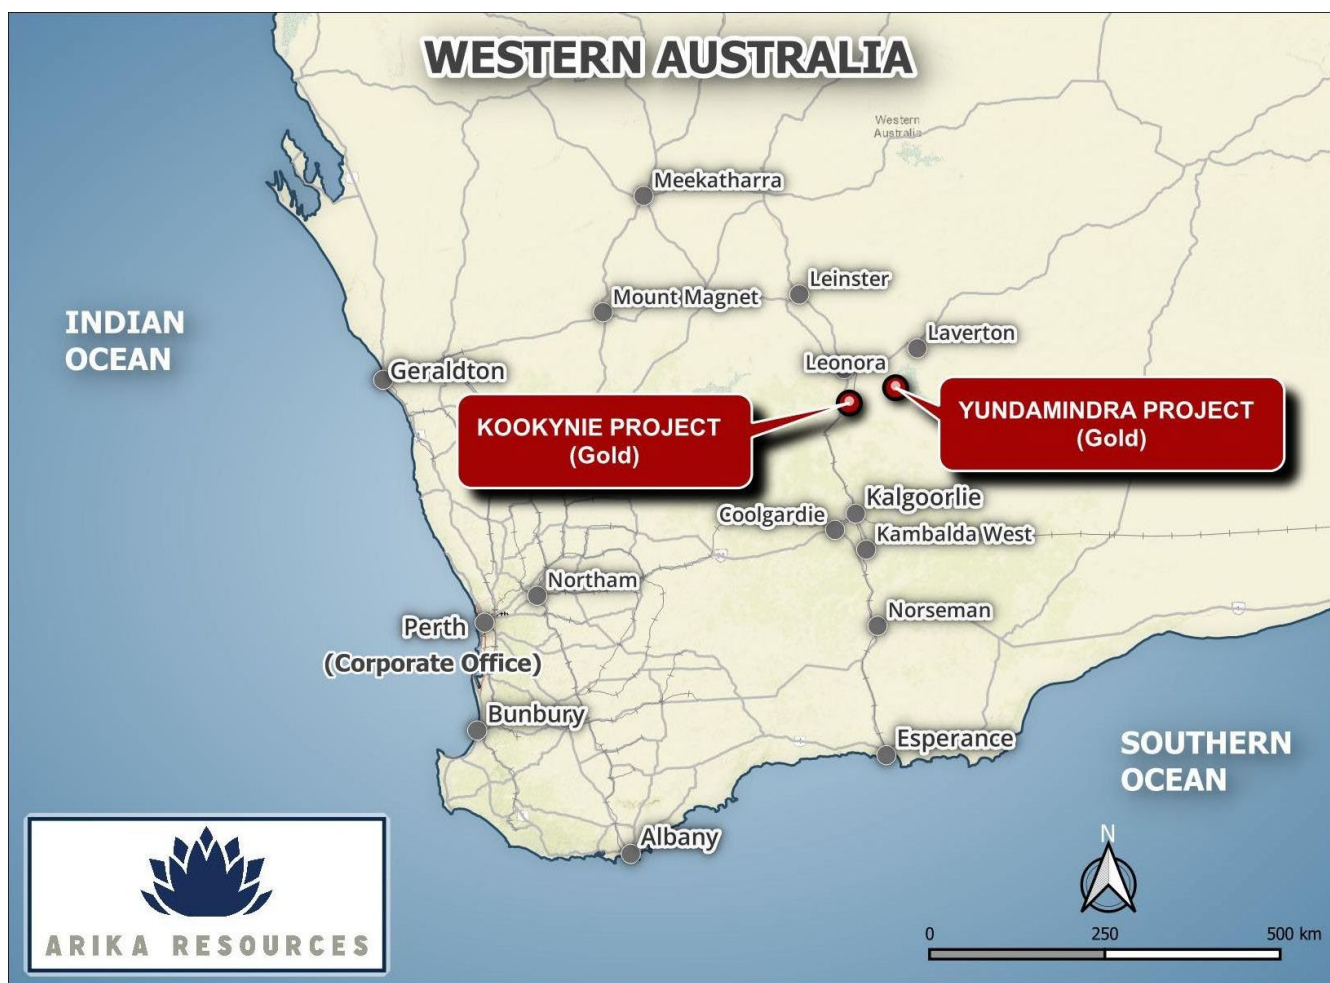 WESTERN AUSTRALIA
Western
Australia
Meekatharra
Leinster
Mount Magnet
INDIAN
OCEAN
Laverton
Leonora
Geraldton
KOOKYNIE PROJECT
(Gold)
YUNDAMINDRA PROJECT
(Gold)
Kalgoorlie
Coolgardie
Kambalda West
Northam
Norseman
Perth
(Corporate Office)
Bunbury
Esperance
SOUTHERN
OCEAN
Albany
N
ARIKA RESOURCES
0 250 500 km